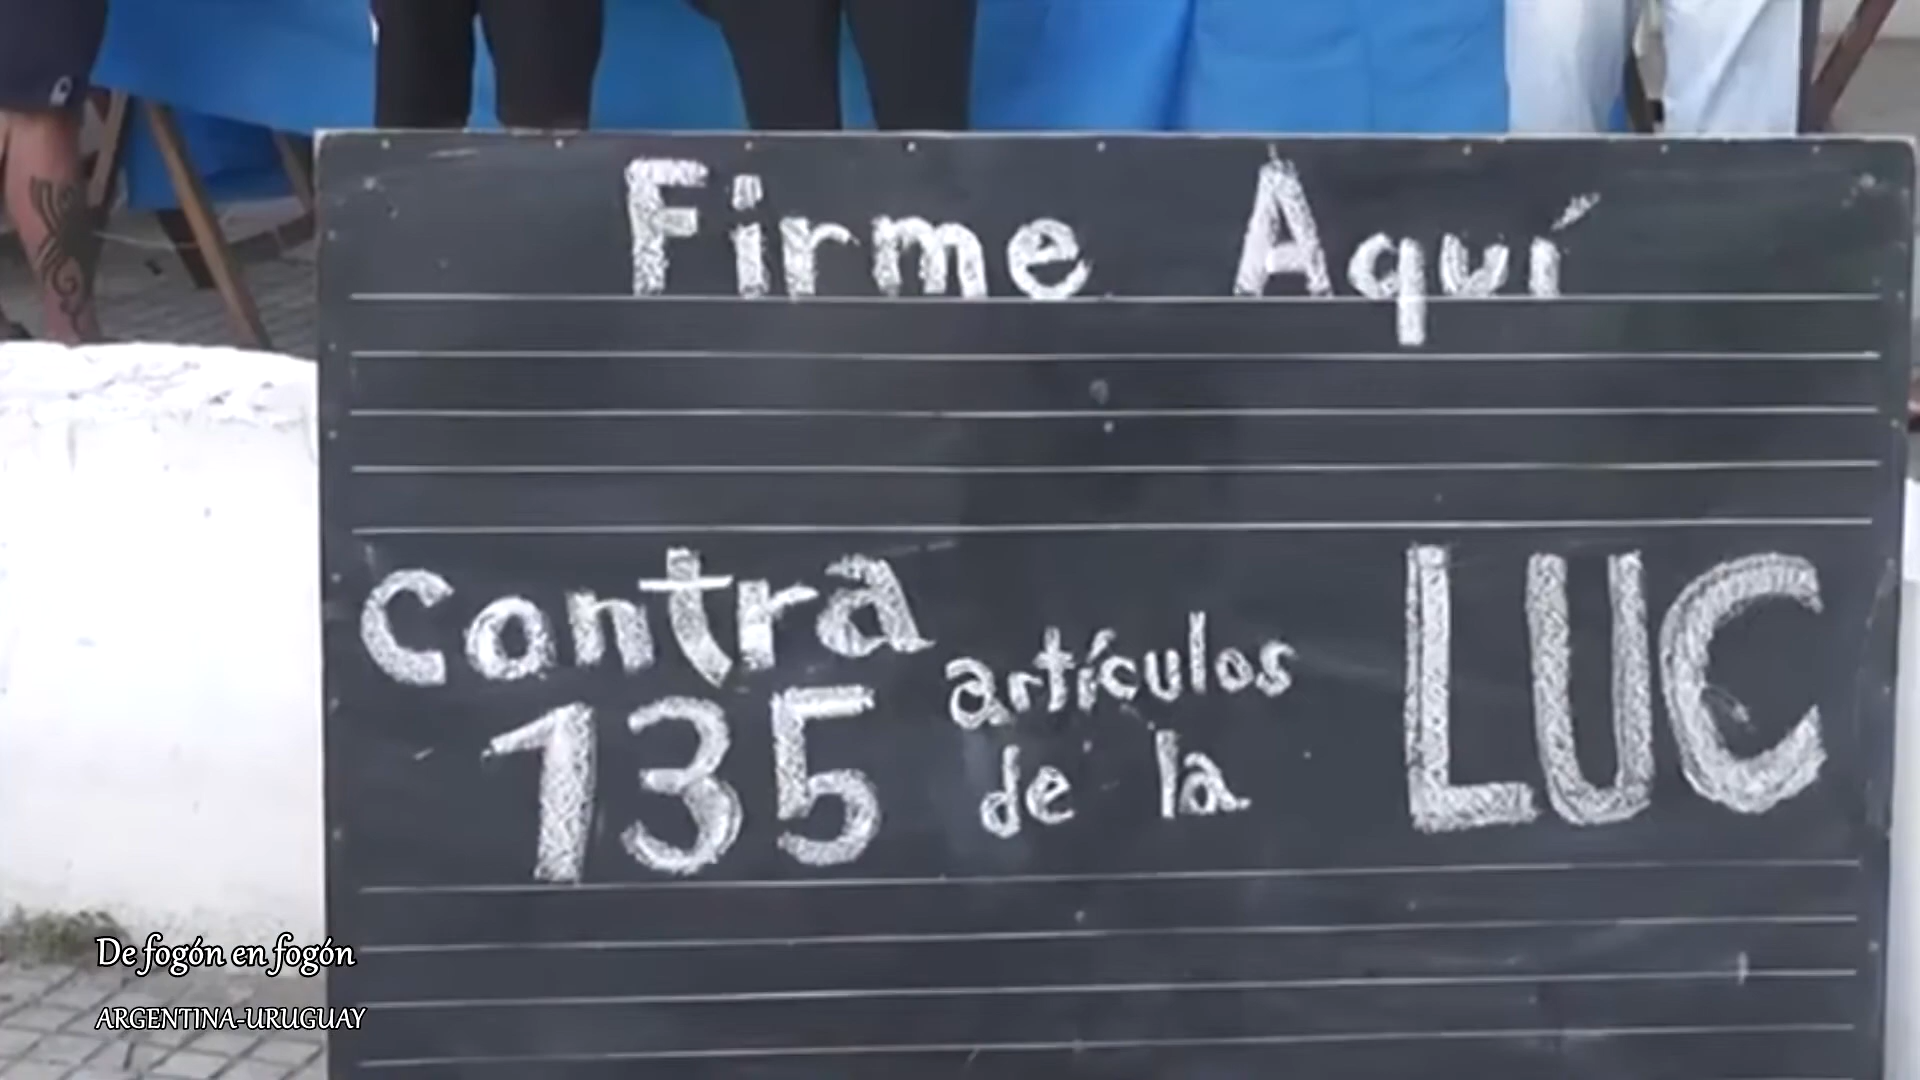 Firme Aquí
contra
135 artículos
de la
LUC
De fogón en fogón
ARGENTINA-URUGUAY